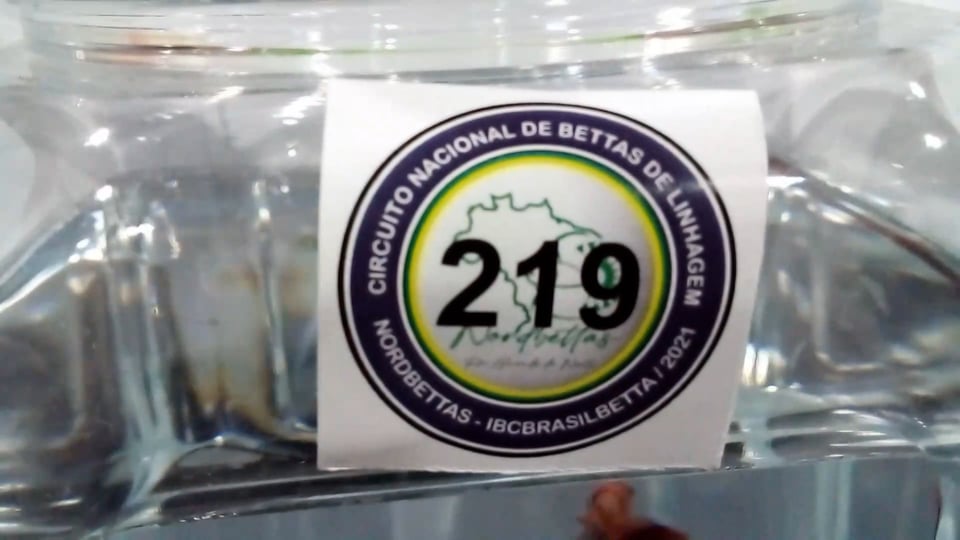 CIRCUITO NACIONAL DE BETTAS DE LINHAGEM
219
Nordbettas
NORDBETTAS - IBCBRASILBETTA / 2021